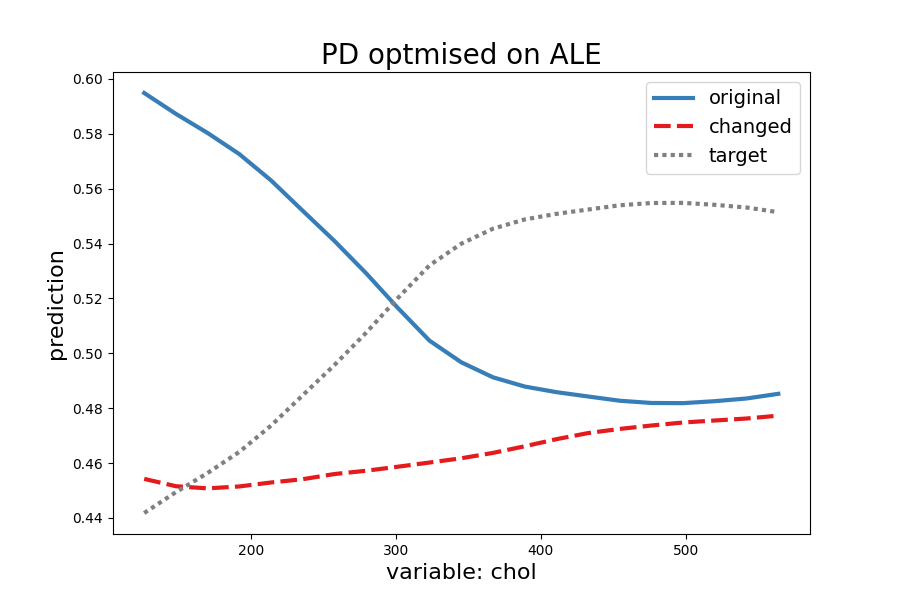 PD optmised on ALE
original
changed
target
0.60
0.58
0.56
0.54
0.52
0.50
0.48
0.46
0.44
prediction
200
300
400
500
variable: chol